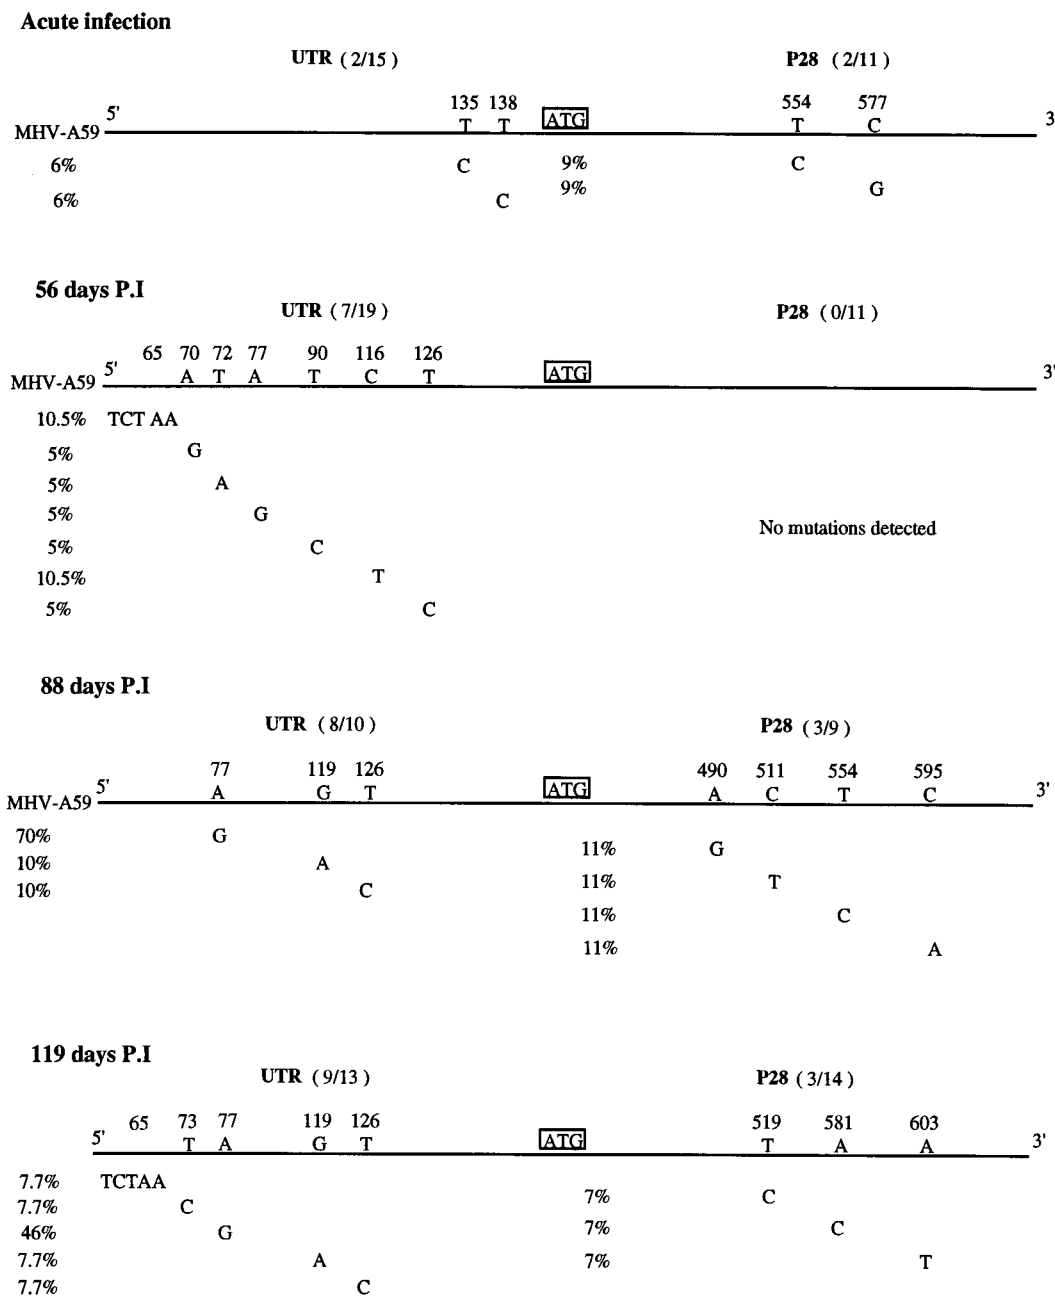 Acute infection
UTR ( 2/15 ) P28 ( 2/11 )
135 138 554 577
5' 3
MHV-A59 T T ATG T C
6% C 9% C
9% G
6% C
56 days P.I
UTR ( 7/19 ) P28 ( 0/11 )
65 70 72 77 90 116 126
5' 3'
MHV-A59 A T A T C T ATG
10.5% TCT AA
5% G
5% A
5% G
No mutations detected
5% C
10.5% T
5% C
88 days P.I
UTR ( 8/10 ) P28 ( 3/9 )
77 119 126 490 511 554 595
5' 3'
MHV-A59 A G T ATG A C T C
70% G
11% G
10% A
11% T
10% C
11% C
11% A
119 days P.I
UTR ( 9/13 ) P28 ( 3/14 )
65 73 77 119 126 519 581 603
5' T A G T ATG T A A 3'
7.7% TCTAA
7% C
7.7% C
46% G 7% C
7.7% A 7% T
7.7% C